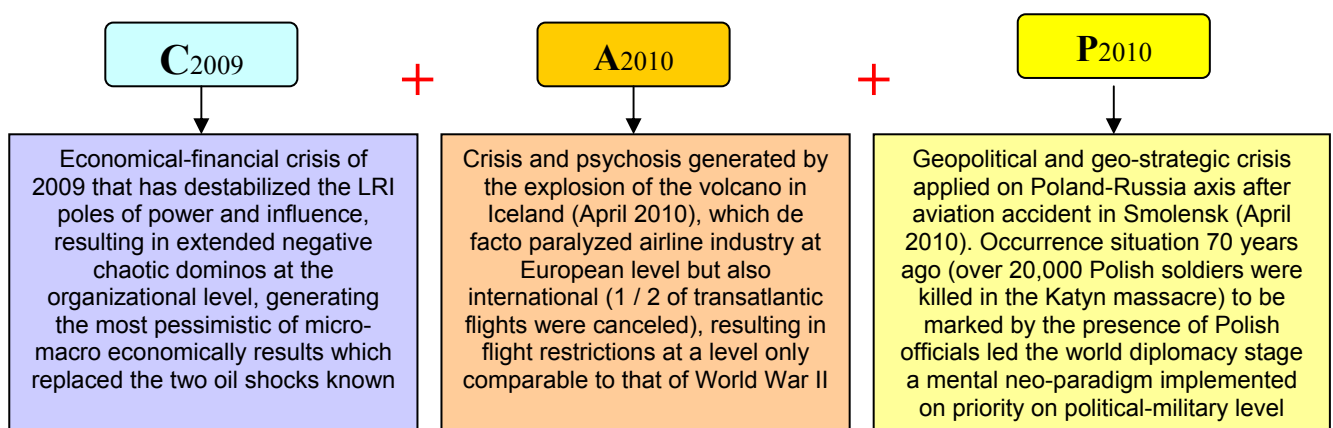 C2009
+
A2010
+
P2010
Economical-financial crisis of
2009 that has destabilized the LRI
poles of power and influence,
resulting in extended negative
chaotic dominos at the
organizational level, generating
the most pessimistic of micro-
macro economically results which
replaced the two oil shocks known
Crisis and psychosis generated by
the explosion of the volcano in
Iceland (April 2010), which de
facto paralyzed airline industry at
European level but also
international (1 / 2 of transatlantic
flights were canceled), resulting in
flight restrictions at a level only
comparable to that of World War II
Geopolitical and geo-strategic crisis
applied on Poland-Russia axis after
aviation accident in Smolensk (April
2010). Occurrence situation 70 years
ago (over 20,000 Polish soldiers were
killed in the Katyn massacre) to be
marked by the presence of Polish
officials led the world diplomacy stage
a mental neo-paradigm implemented
on priority on political-military level